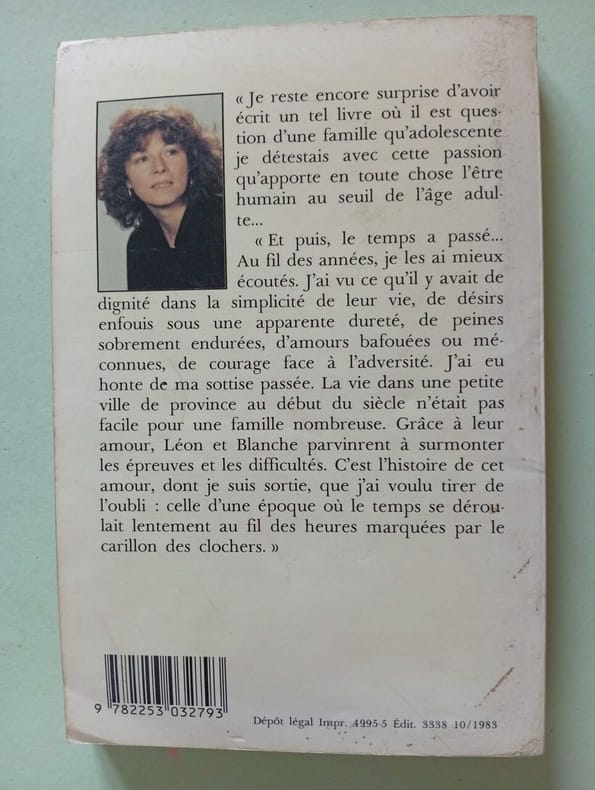 « Je reste encore surprise d'avoir
écrit un tel livre où il est ques-
tion d'une famille qu'adolescente
je détestais avec cette passion
qu'apporte en toute chose l'être
humain au seuil de l'âge adul-
te...
« Et puis, le temps a passé...
Au fil des années, je les ai mieux
écoutés. J'ai vu ce qu'il y avait de
dignité dans la simplicité de leur vie, de désirs
enfouis sous une apparente dureté, de peines
sobrement endurées, d'amours bafouées ou mé-
connues, de courage face à l'adversité. J'ai eu
honte de ma sottise passée. La vie dans une petite
ville de province au début du siècle n'était pas
facile pour une famille nombreuse. Grâce à leur
amour, Léon et Blanche parvinrent à surmonter
les épreuves et les difficultés. C'est l'histoire de cet
amour, dont je suis sortie, que j'ai voulu tirer de
l'oubli : celle d'une époque où le temps se dérou-
lait lentement au fil des heures marquées par le
carillon des clochers. »
9 782253 032793
Dépôt légal Impr. 4995-5 Édit. 3338 10/1983